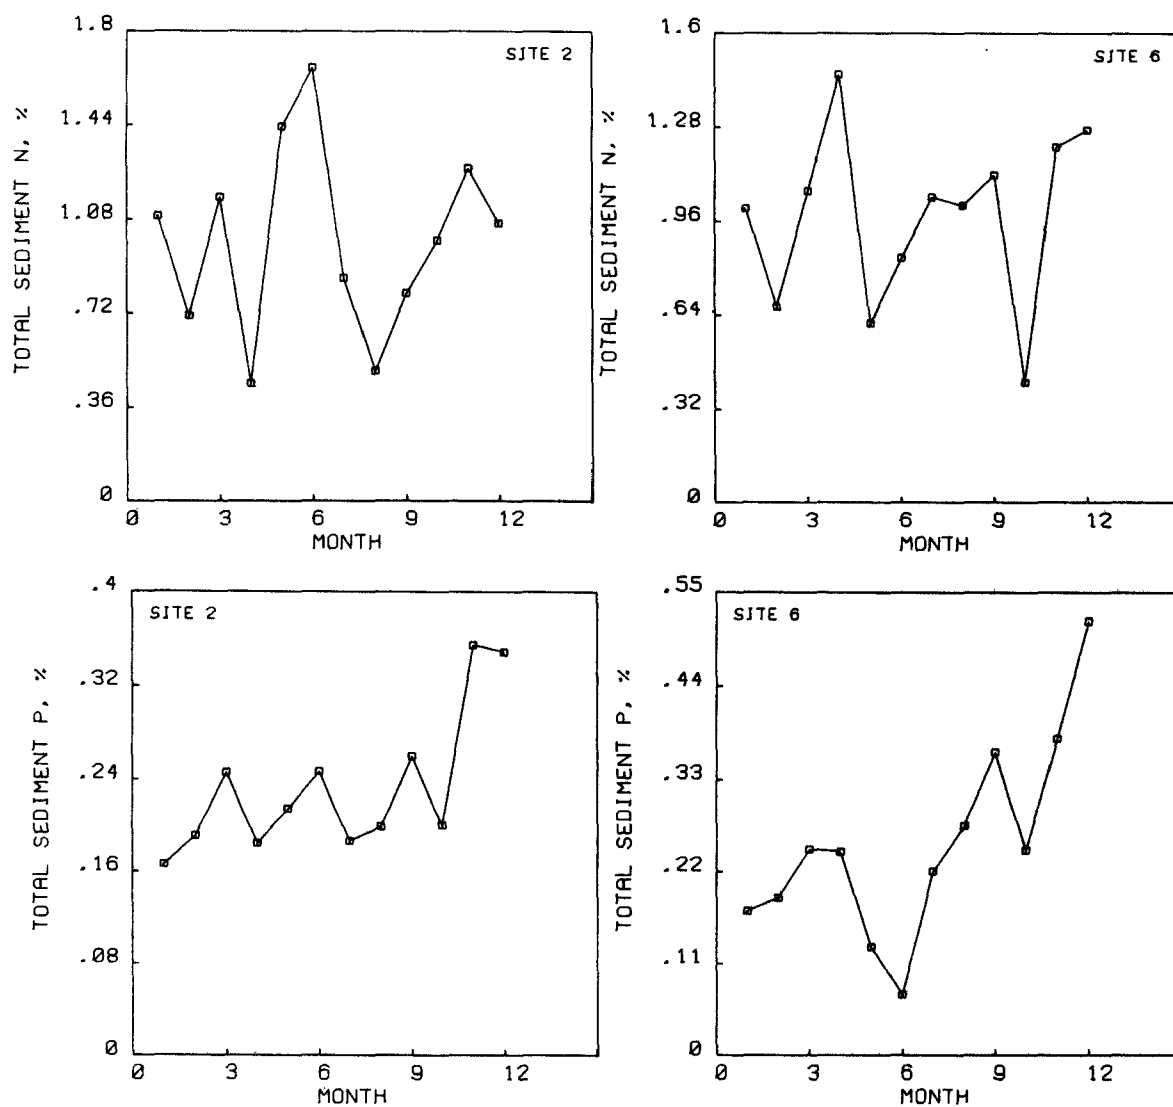 1.8
SITE 2
1.44
1.08
.72
.36
0
TOTAL SEDIMENT N, %
0 3 6 9 12
MONTH
1.6
SITE 6
1.28
.96
.64
.32
0
TOTAL SEDIMENT N, %
0 3 6 9 12
MONTH
.4
SITE 2
.32
.24
.16
.08
0
TOTAL SEDIMENT P, %
0 3 6 9 12
MONTH
.55
SITE 6
.44
.33
.22
.11
0
TOTAL SEDIMENT P, %
0 3 6 9 12
MONTH